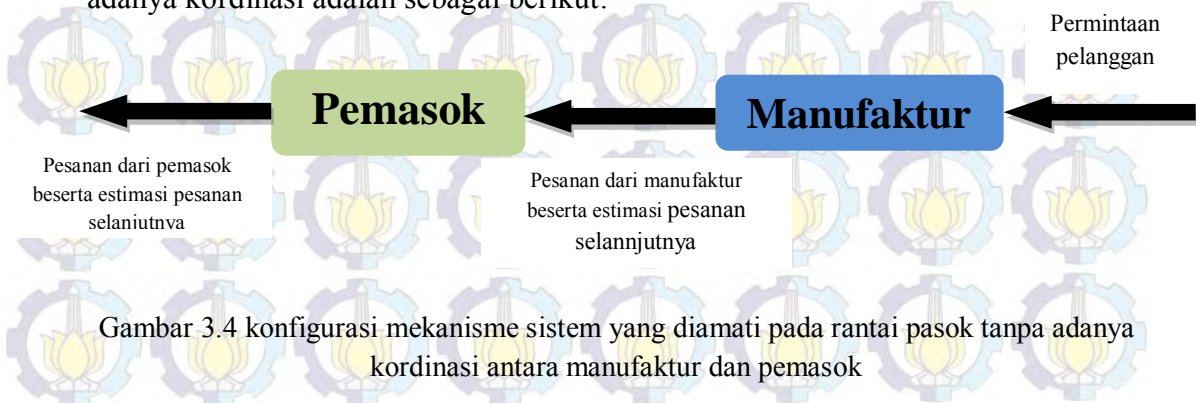 adanya kordinasi adalah sebagai berikut:
Permintaan
pelanggan
Pemasok
Manufaktur
Pesanan dari pemasok
beserta estimasi pesanan
selanjutnya
Pesanan dari manufaktur
beserta estimasi pesanan
selannjutnya
Gambar 3.4 konfigurasi mekanisme sistem yang diamati pada rantai pasok tanpa adanya
kordinasi antara manufaktur dan pemasok